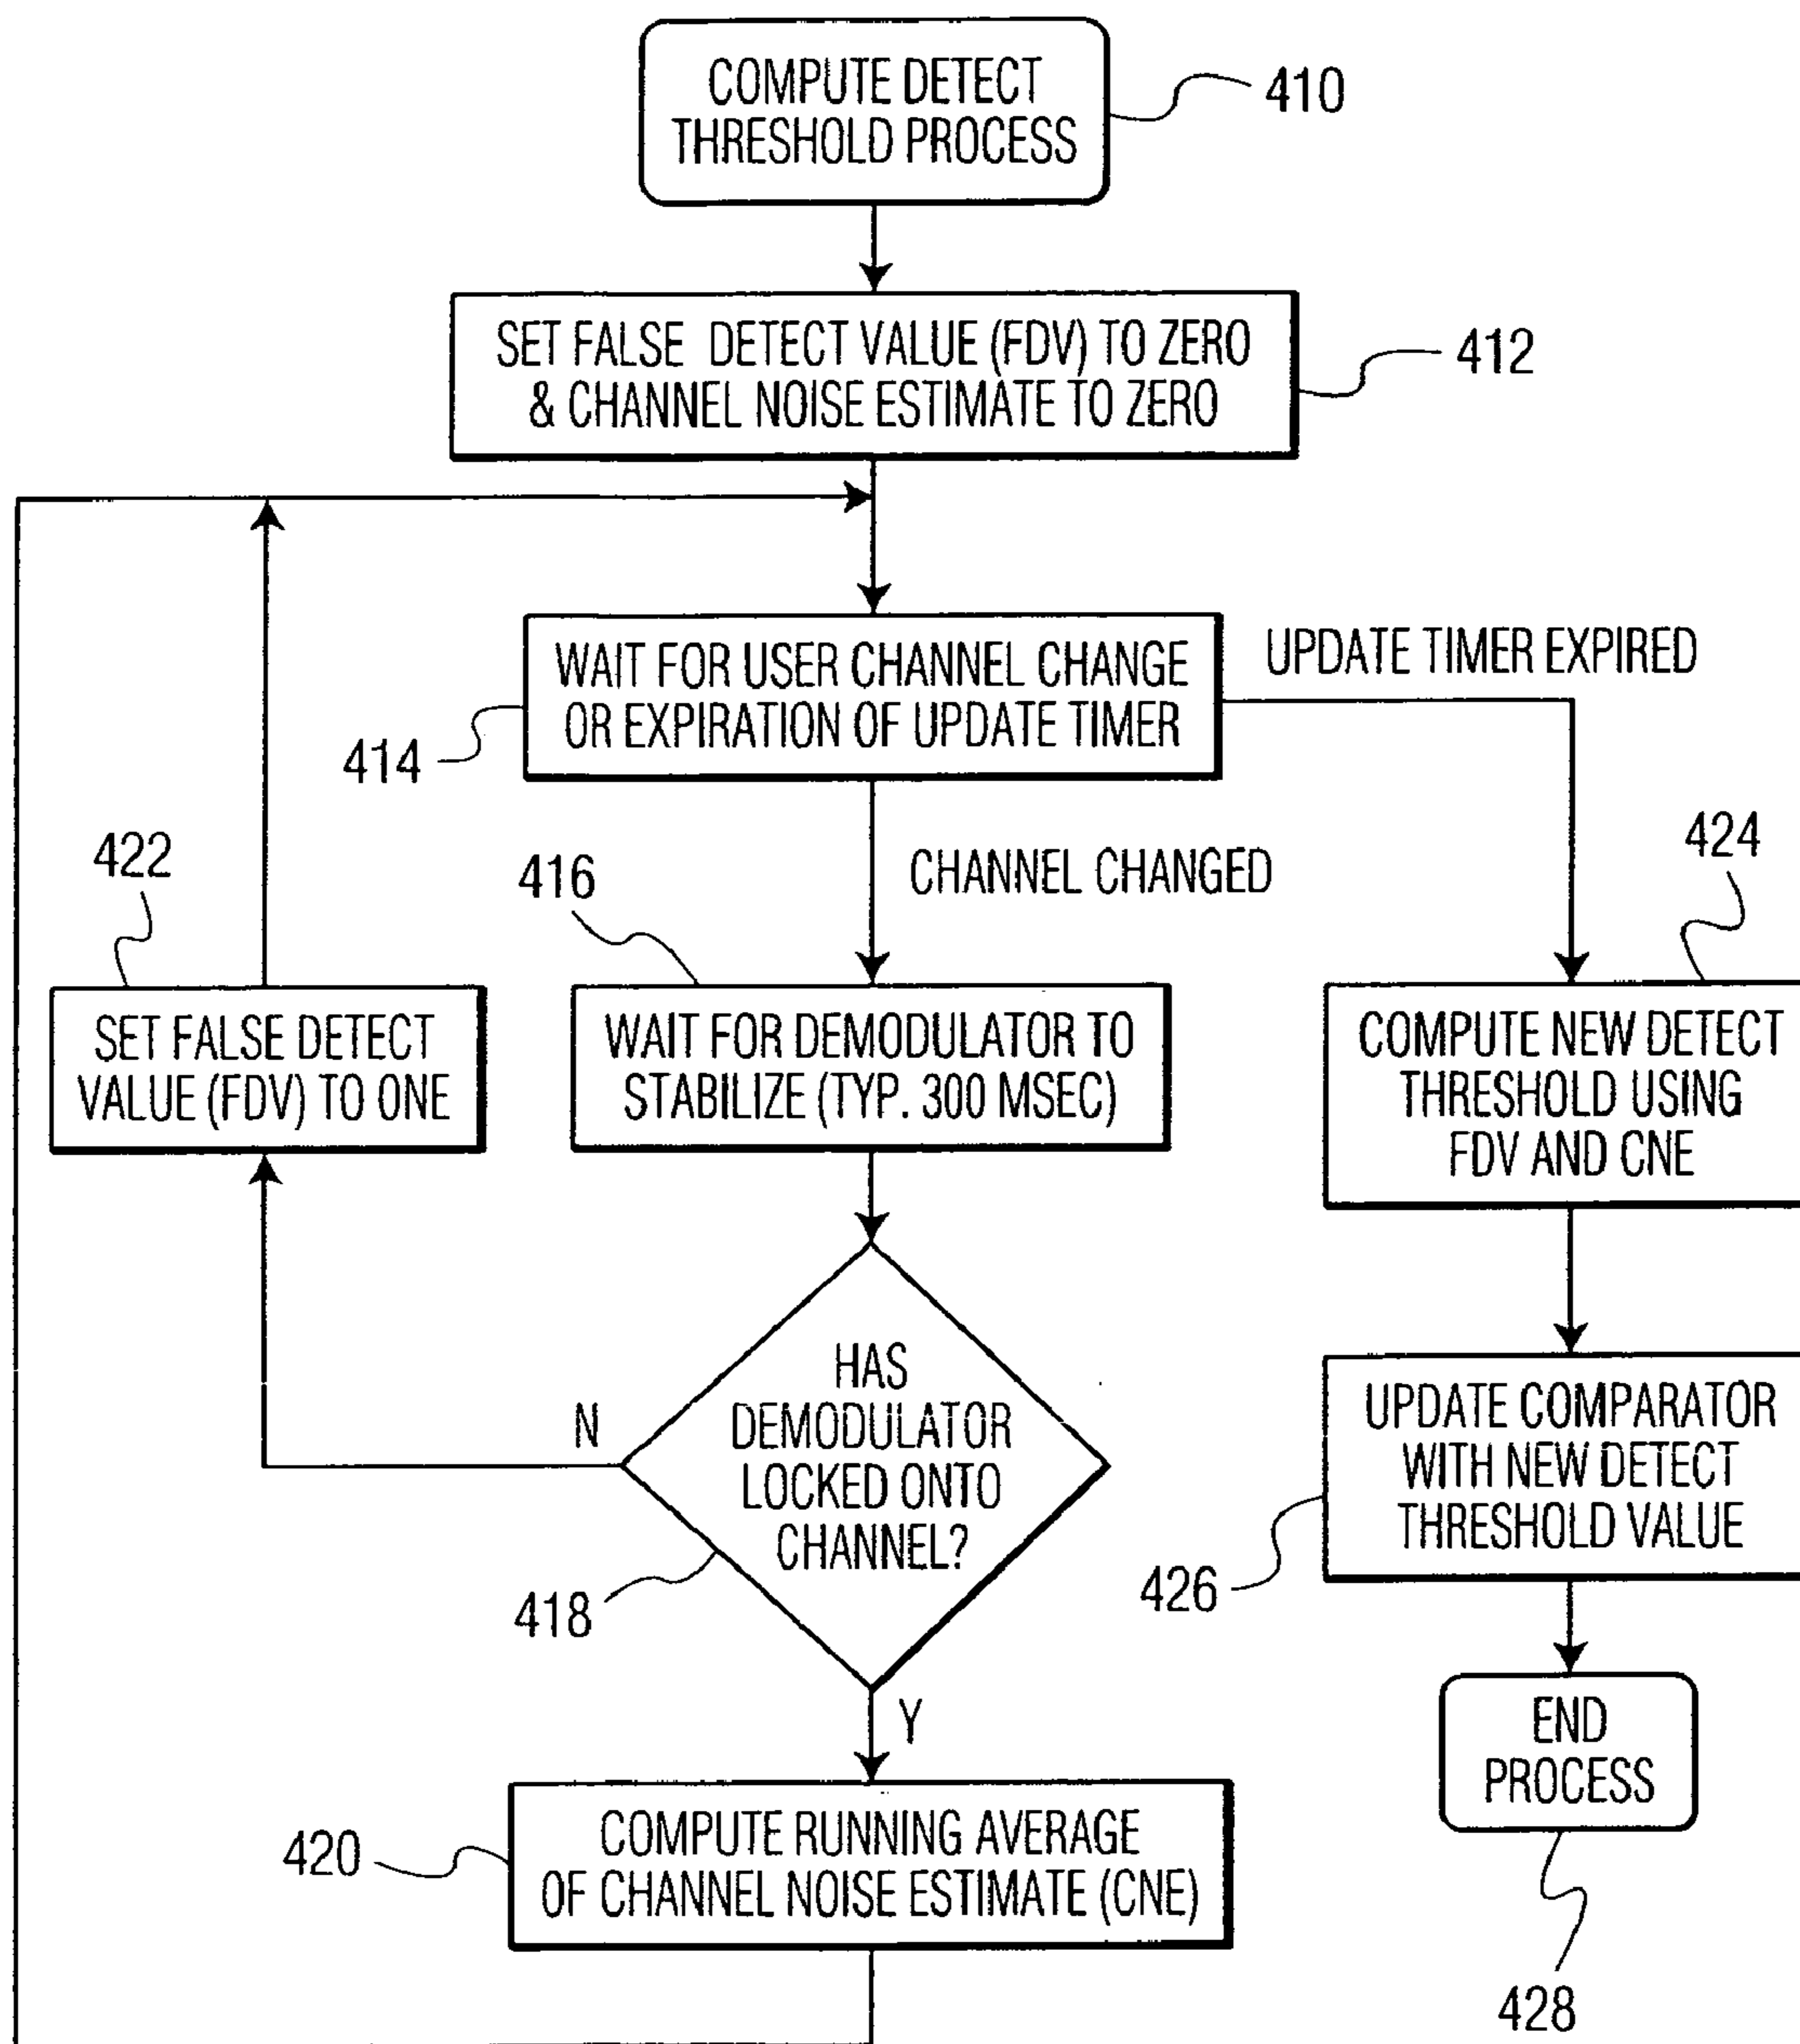 COMPUTE DETECT
THRESHOLD PROCESS
410
SET FALSE DETECT VALUE (FDV) TO ZERO
& CHANNEL NOISE ESTIMATE TO ZERO
412
WAIT FOR USER CHANNEL CHANGE
OR EXPIRATION OF UPDATE TIMER
414
UPDATE TIMER EXPIRED
CHANNEL CHANGED
422
SET FALSE DETECT
VALUE (FDV) TO ONE
416
WAIT FOR DEMODULATOR TO
STABILIZE (TYP. 300 MSEC)
424
COMPUTE NEW DETECT
THRESHOLD USING
FDV AND CNE
HAS
DEMODULATOR
LOCKED ONTO
CHANNEL?
N
418
Y
UPDATE COMPARATOR
WITH NEW DETECT
THRESHOLD VALUE
426
END
PROCESS
428
COMPUTE RUNNING AVERAGE
OF CHANNEL NOISE ESTIMATE (CNE)
420